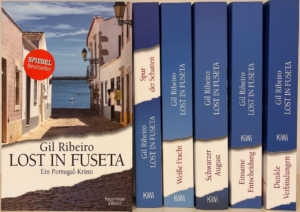 SPIEGEL
Bestseller
Gil Ribeiro
LOST IN FUSETA
Ein Portugal-Krimi
Kiepenheuer
& Witsch
Gil Ribeiro
LOST IN FUSETA
Spur
der Schatten
KiWi
Gil Ribeiro
LOST IN FUSETA
Weiße Fracht
KiWi
Gil Ribeiro
LOST IN FUSETA
Schwarzer
August
KiWi
Gil Ribeiro
LOST IN FUSETA
Einsame
Entscheidung
KiWi
Gil Ribeiro
LOST IN FUSETA
Dunkle
Verbindungen
KiWi